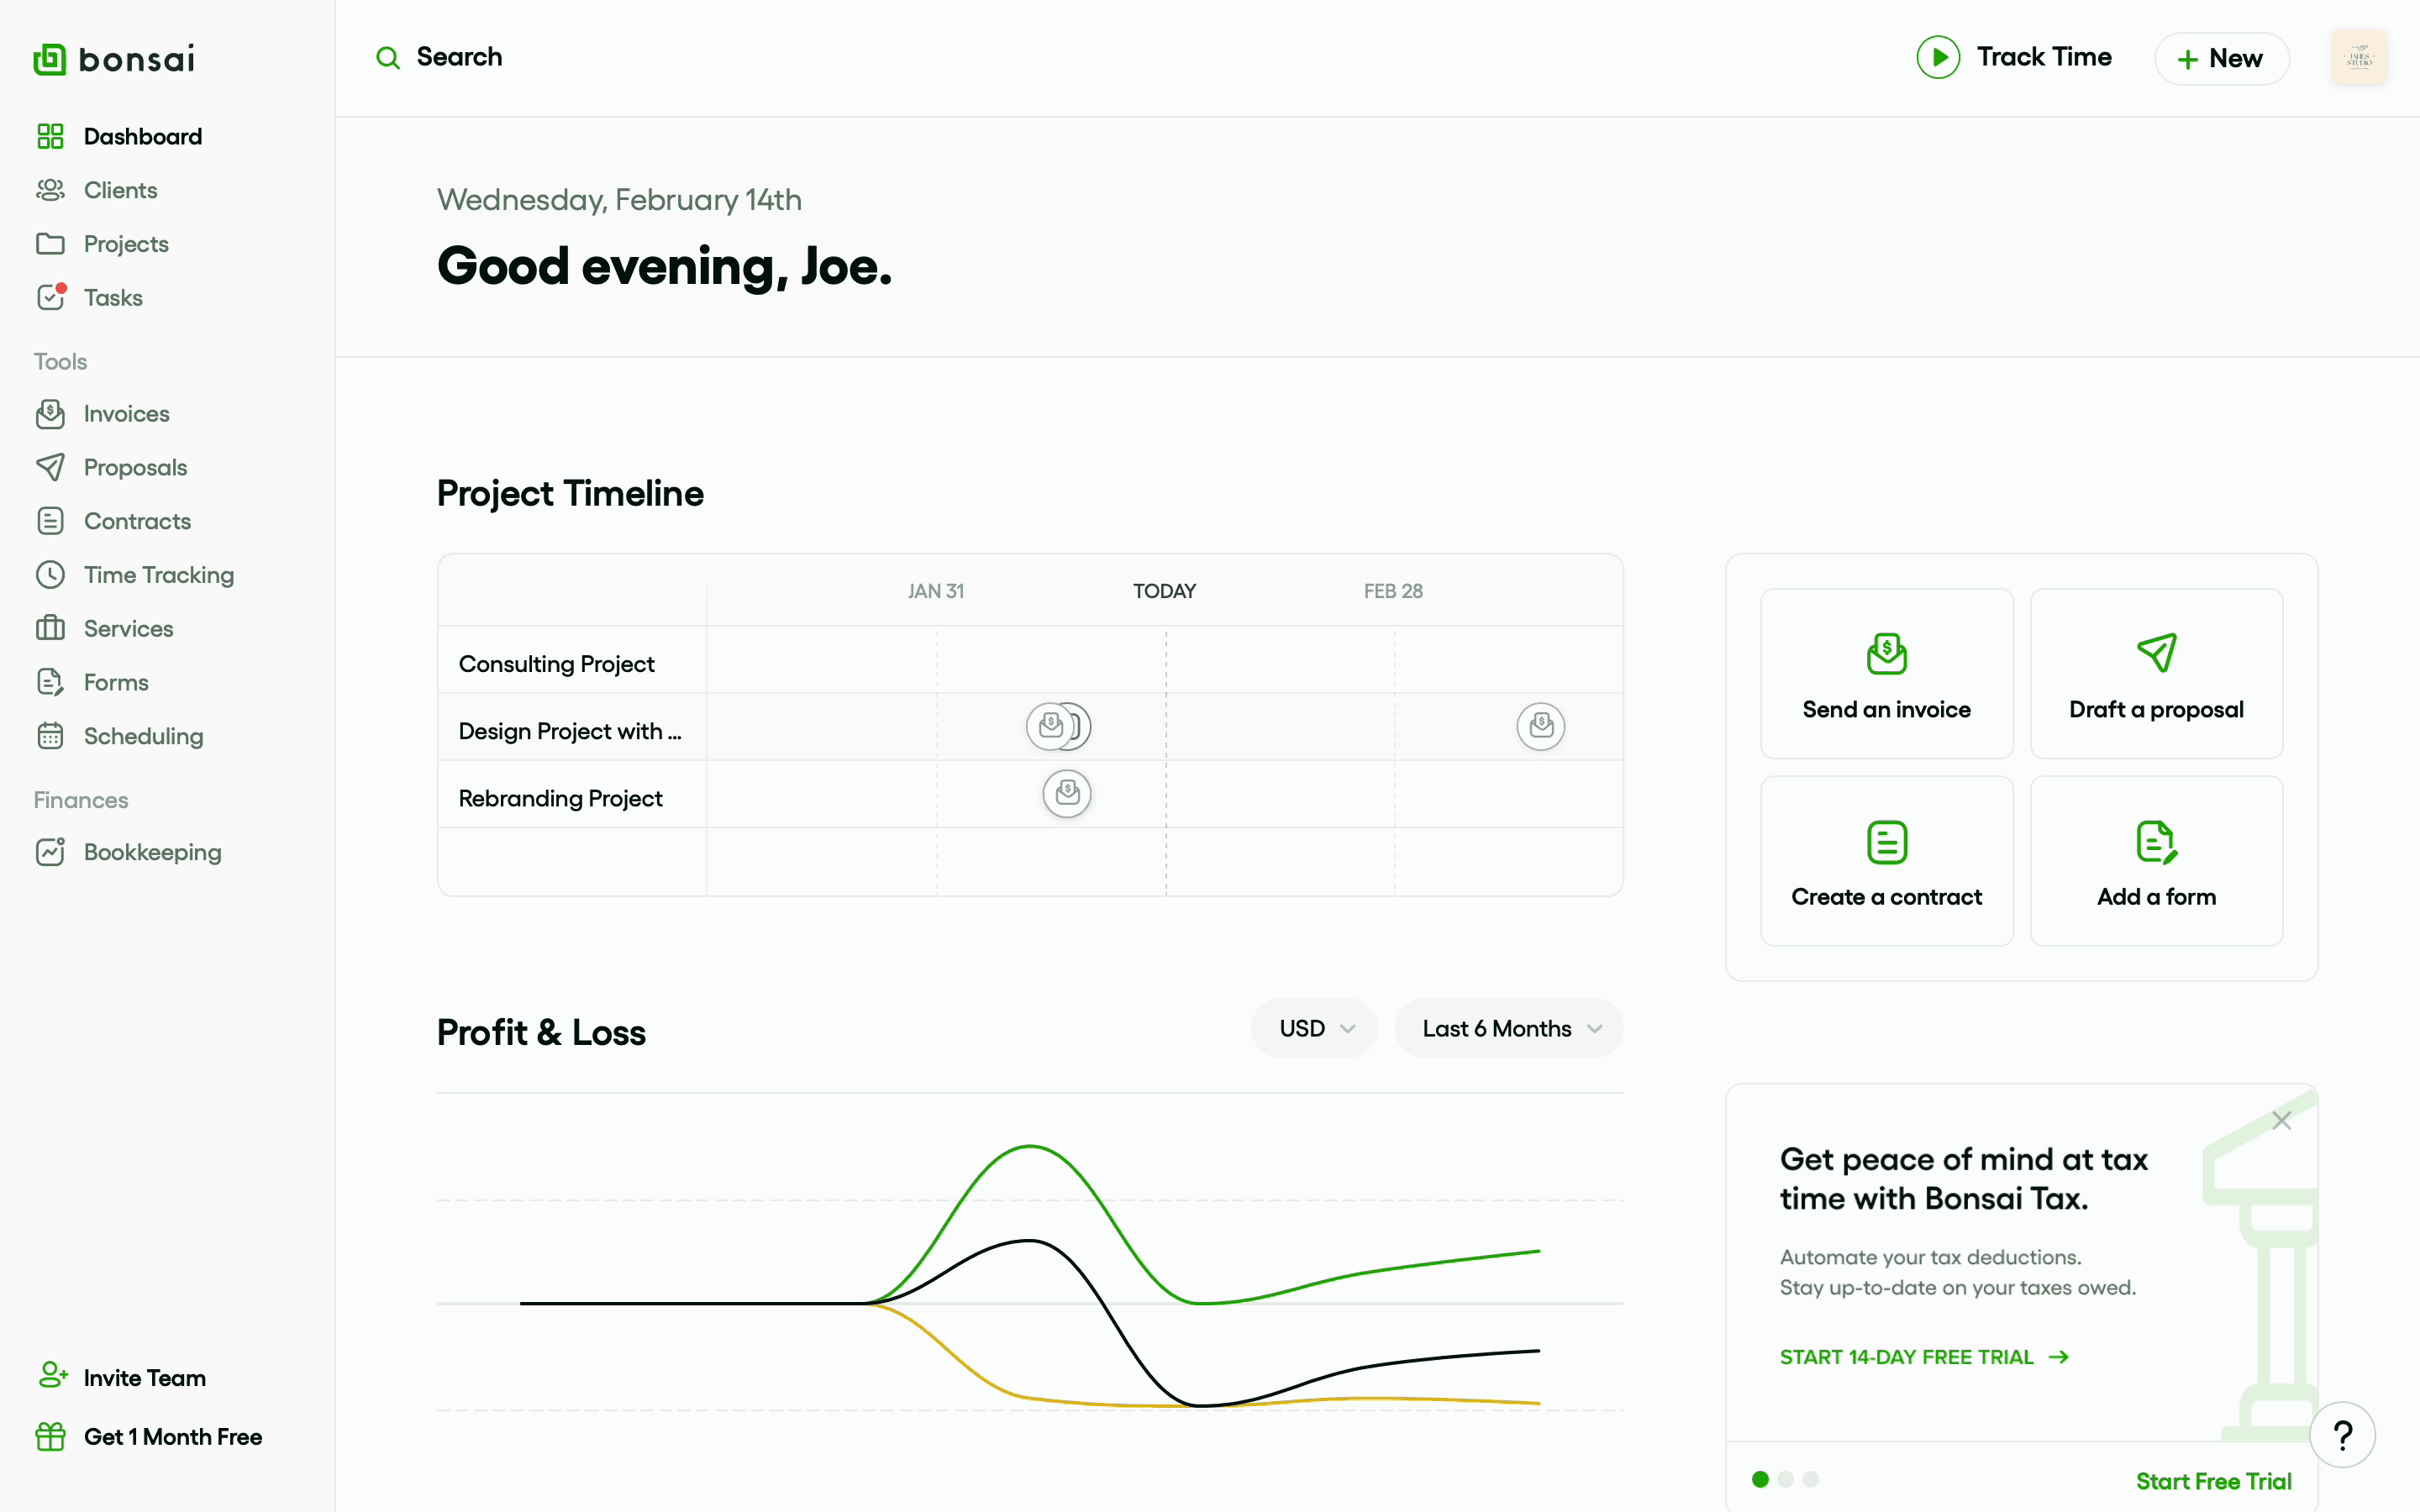 bonsai
Dashboard
Clients
Projects
Tasks
Tools
Invoices
Proposals
Contracts
Time Tracking
Services
Forms
Scheduling
Finances
Bookkeeping
Invite Team
Get 1 Month Free
Search
Track Time
+ New
JADE'S
STUDIO
Wednesday, February 14th
Good evening, Joe.
Project Timeline
JAN 31 TODAY FEB 28
Consulting Project
Design Project with ...
Rebranding Project
Send an invoice
Draft a proposal
Create a contract
Add a form
Profit & Loss
USD
Last 6 Months
Get peace of mind at tax
time with Bonsai Tax.
Automate your tax deductions.
Stay up-to-date on your taxes owed.
START 14-DAY FREE TRIAL →
Start Free Trial
?